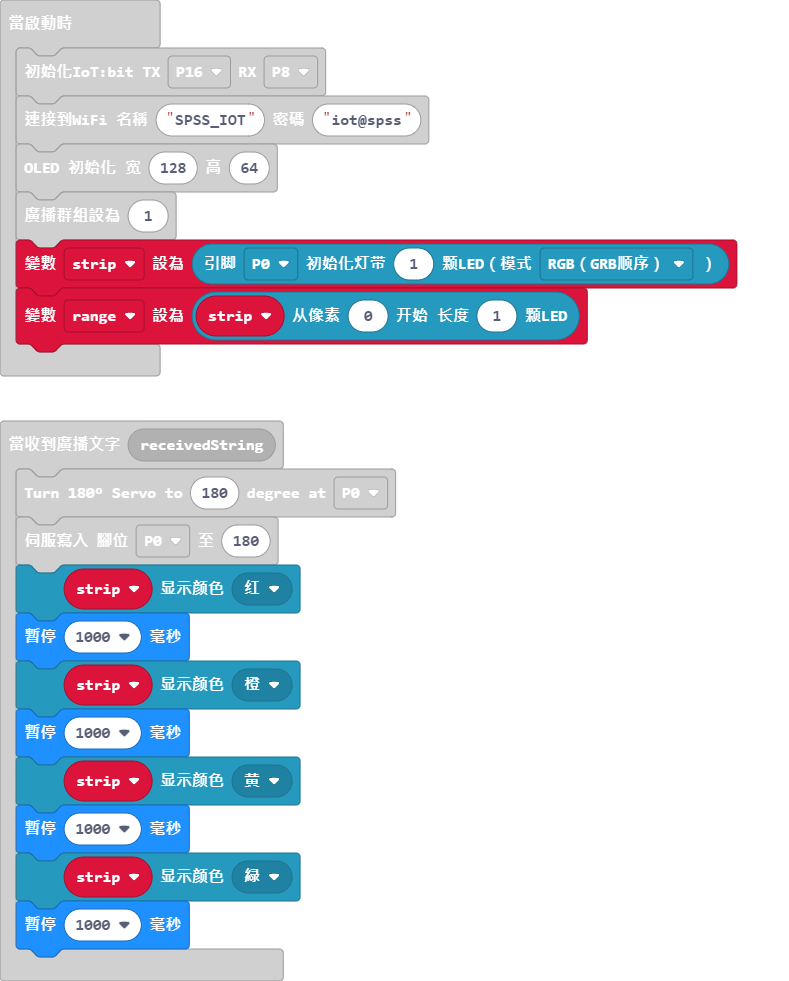 當啟動時
初始化IoT:bit TX P16 RX P8
連接到WiFi 名稱 "SPSS_IOT" 密碼 "iot@spss"
OLED 初始化 宽 128 高 64
廣播群組設為 1
變數 strip 設為 引脚 P0 初始化灯带 1 颗LED(模式 RGB(GRB顺序) )
變數 range 設為 strip 从像素 0 开始 长度 1 颗LED
當收到廣播文字 receivedString
Turn 180º Servo to 180 degree at P0
伺服寫入 腳位 P0 至 180
strip 显示颜色 红
暫停 1000 毫秒
strip 显示颜色 橙
暫停 1000 毫秒
strip 显示颜色 黄
暫停 1000 毫秒
strip 显示颜色 緑
暫停 1000 毫秒